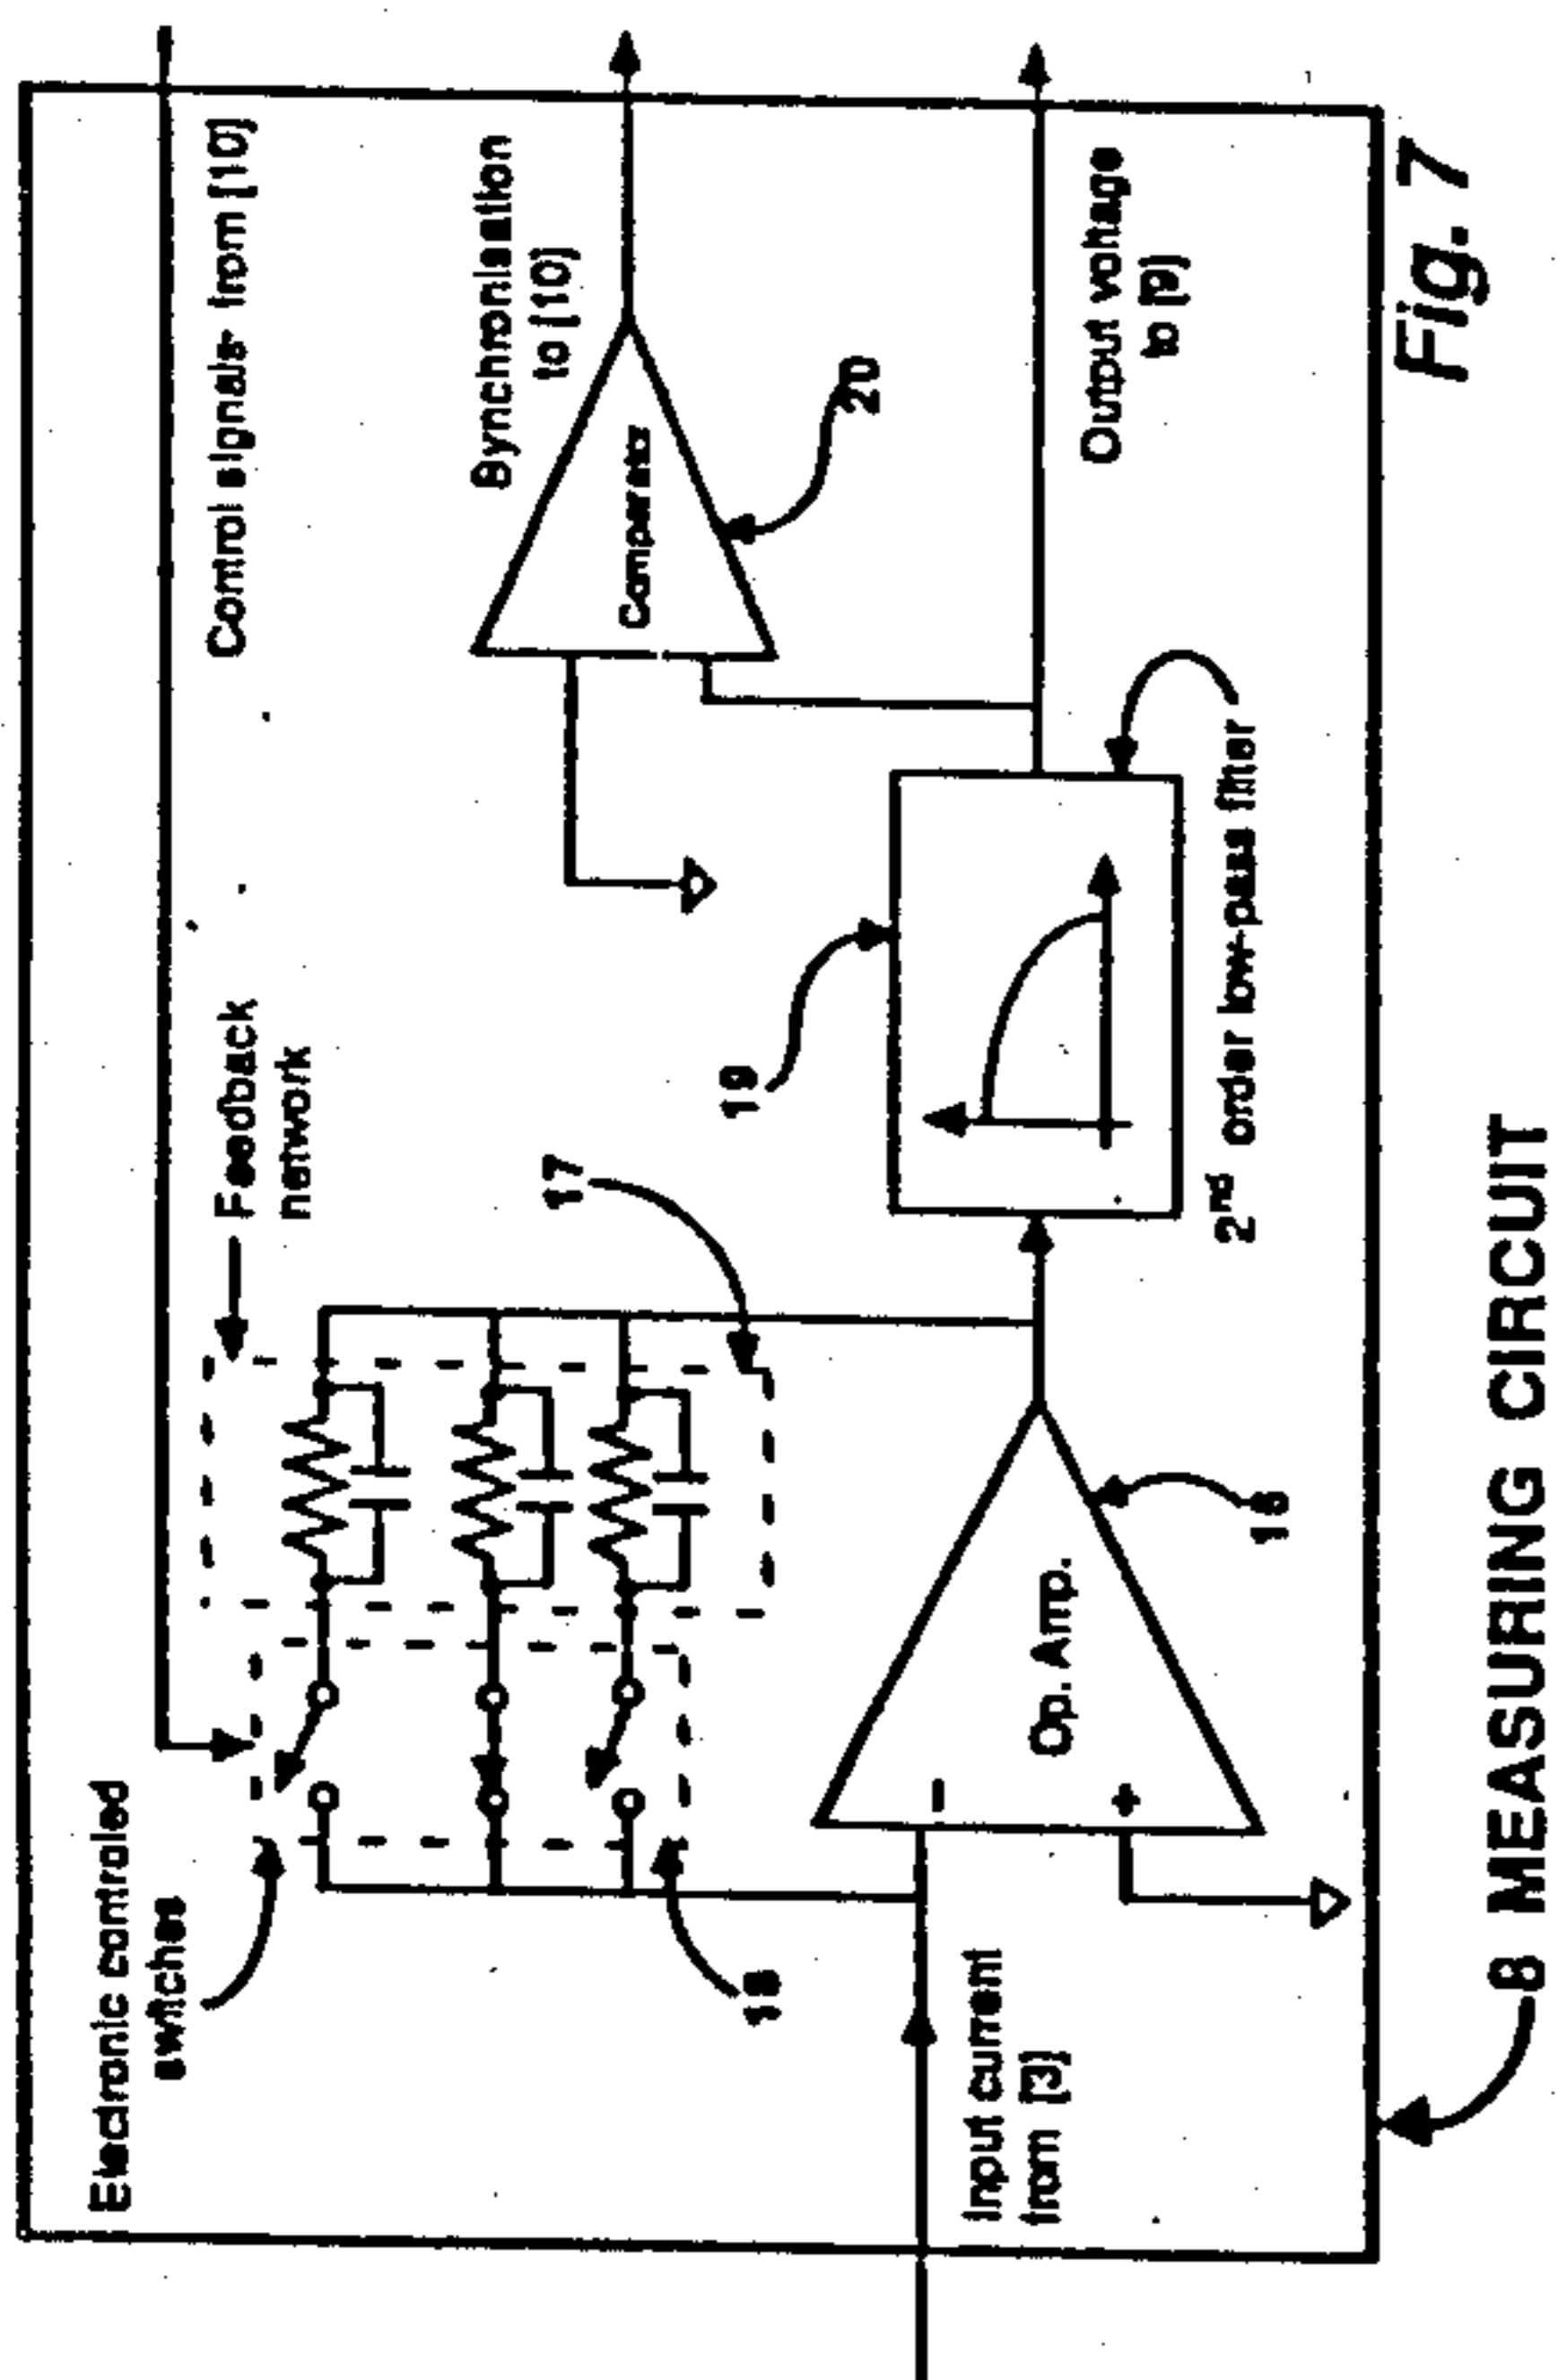 Electronic controled
swiches
Feedback
network
Control signals from [10]
Synchronisation
to [10]
Comparator
20
17
19
18
Input current
from [3]
Op. Amp.
-
+
16
2nd order low-pass filter
Output voltage
to [9]
8 MEASURING CIRCUIT
Fig. 7